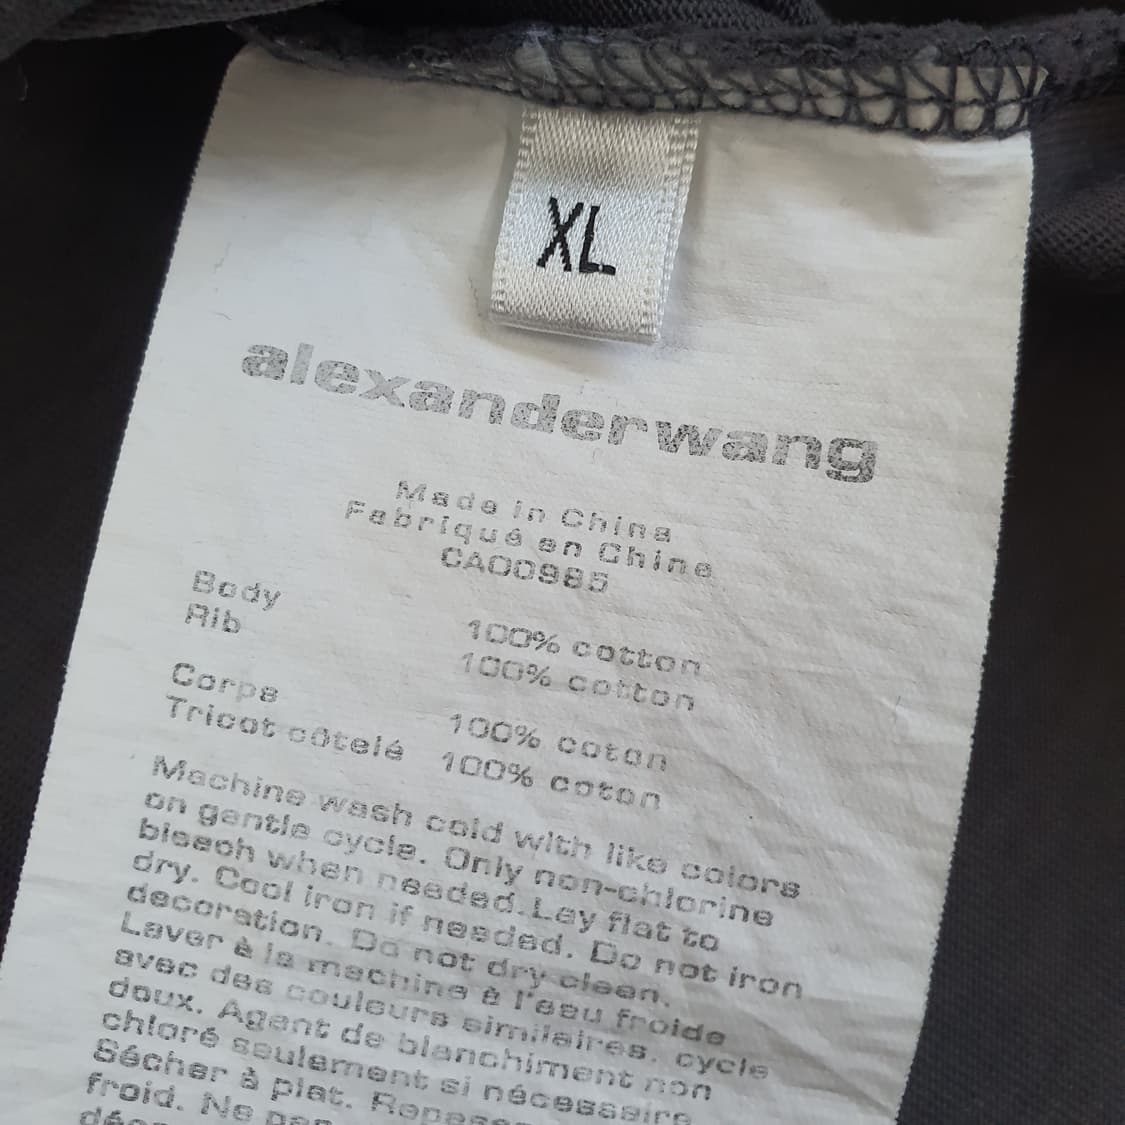 XL
alexanderwang
Made in China
Fabriqué en China
CA00985
Body 100% cotton
Rib 100% cotton
Corps 100% coton
Tricot côtelé 100% coton
Machine wash cold with like colors
on gentle cycle. Only non-chlorine
bleach when needed. Lay flat to
dry. Cool iron if needed. Do not iron
decoration. Do not dry clean.
Laver à la machine à l'eau froide
avec des couleurs similaires. cycle
doux. Agent de blanchiment non
chloré seulement si nécessaire
Sécher à plat.
froid. Ne pas